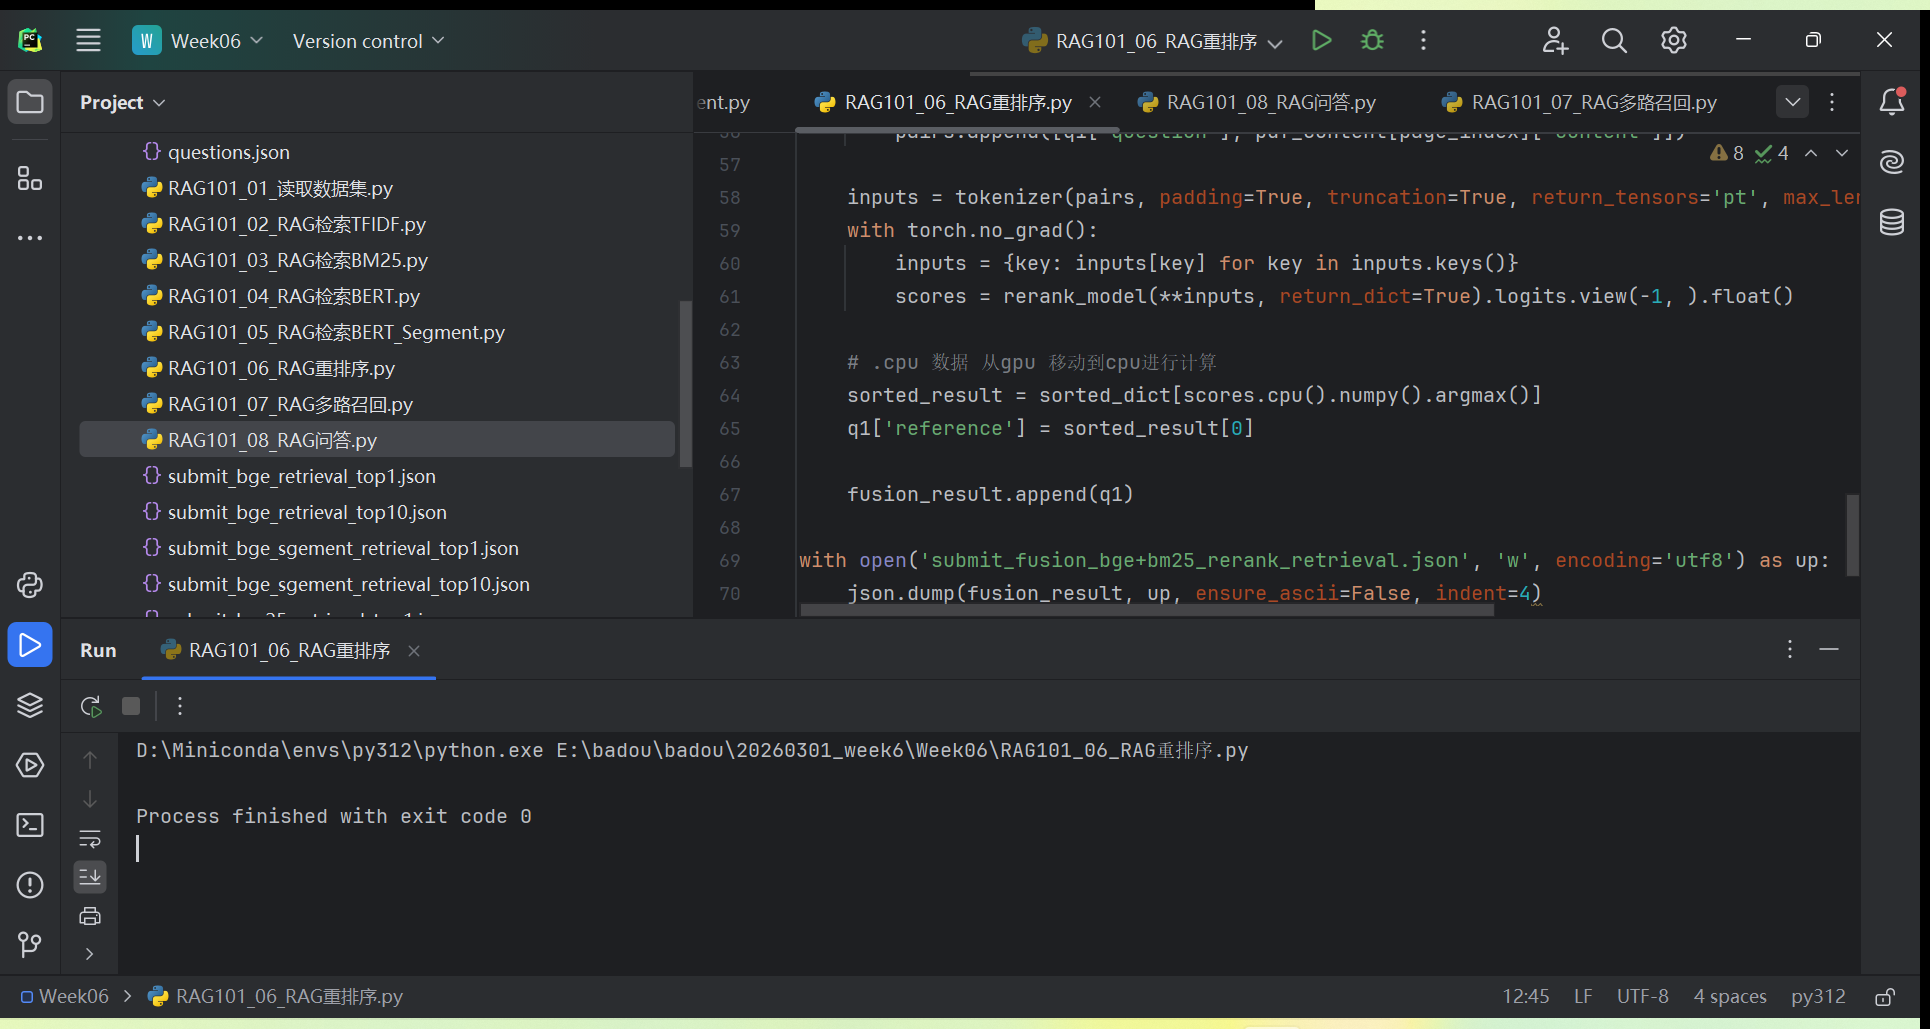 PC
W Week06 Version control RAG101_06_RAG重排序
Project
ent.py RAG101_06_RAG重排序.py RAG101_08_RAG问答.py RAG101_07_RAG多路召回.py
8 4
{} questions.json
RAG101_01_读取数据集.py
RAG101_02_RAG检索TFIDF.py
RAG101_03_RAG检索BM25.py
RAG101_04_RAG检索BERT.py
RAG101_05_RAG检索BERT_Segment.py
RAG101_06_RAG重排序.py
RAG101_07_RAG多路召回.py
RAG101_08_RAG问答.py
{} submit_bge_retrieval_top1.json
{} submit_bge_retrieval_top10.json
{} submit_bge_sgement_retrieval_top1.json
{} submit_bge_sgement_retrieval_top10.json
56 pairs.append([q1["question"], pdf_content[page_index]['content']])
57
58 inputs = tokenizer(pairs, padding=True, truncation=True, return_tensors='pt', max_ler
59 with torch.no_grad():
60 inputs = {key: inputs[key] for key in inputs.keys()}
61 scores = rerank_model(**inputs, return_dict=True).logits.view(-1, ).float()
62
63 # .cpu 数据 从gpu 移动到cpu进行计算
64 sorted_result = sorted_dict[scores.cpu().numpy().argmax()]
65 q1['reference'] = sorted_result[0]
66
67 fusion_result.append(q1)
68
69 with open('submit_fusion_bge+bm25_rerank_retrieval.json', 'w', encoding='utf8') as up:
70 json.dump(fusion_result, up, ensure_ascii=False, indent=4)
Run RAG101_06_RAG重排序
D:\Miniconda\envs\py312\python.exe E:\badou\badou\20260301_week6\Week06\RAG101_06_RAG重排序.py
Process finished with exit code 0
Week06 > RAG101_06_RAG重排序.py
12:45 LF UTF-8 4 spaces py312